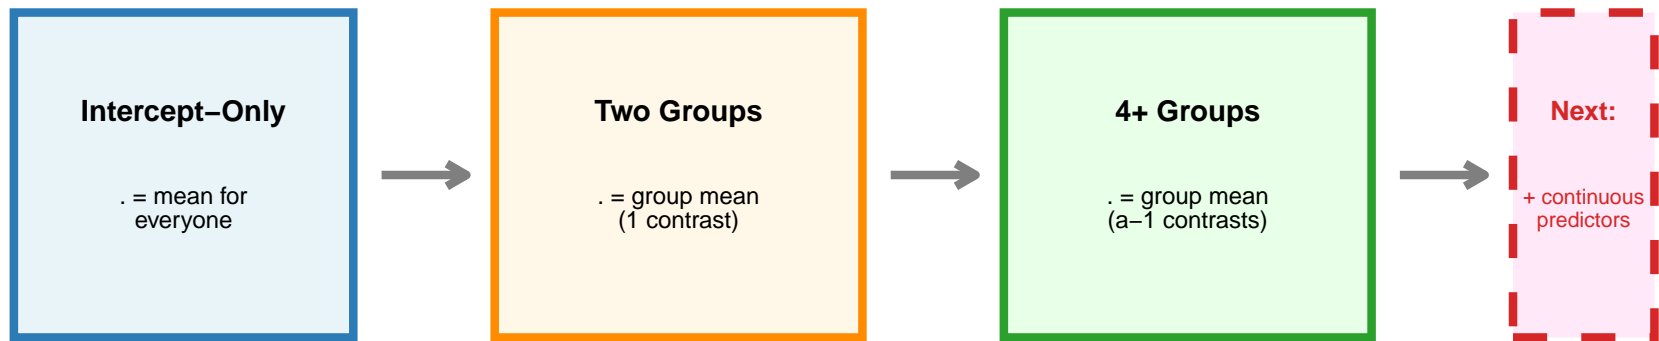 Intercept−Only
. = mean for
everyone
Two Groups
. = group mean
(1 contrast)
4+ Groups
. = group mean
(a−1 contrasts)
Next:
+ continuous
predictors